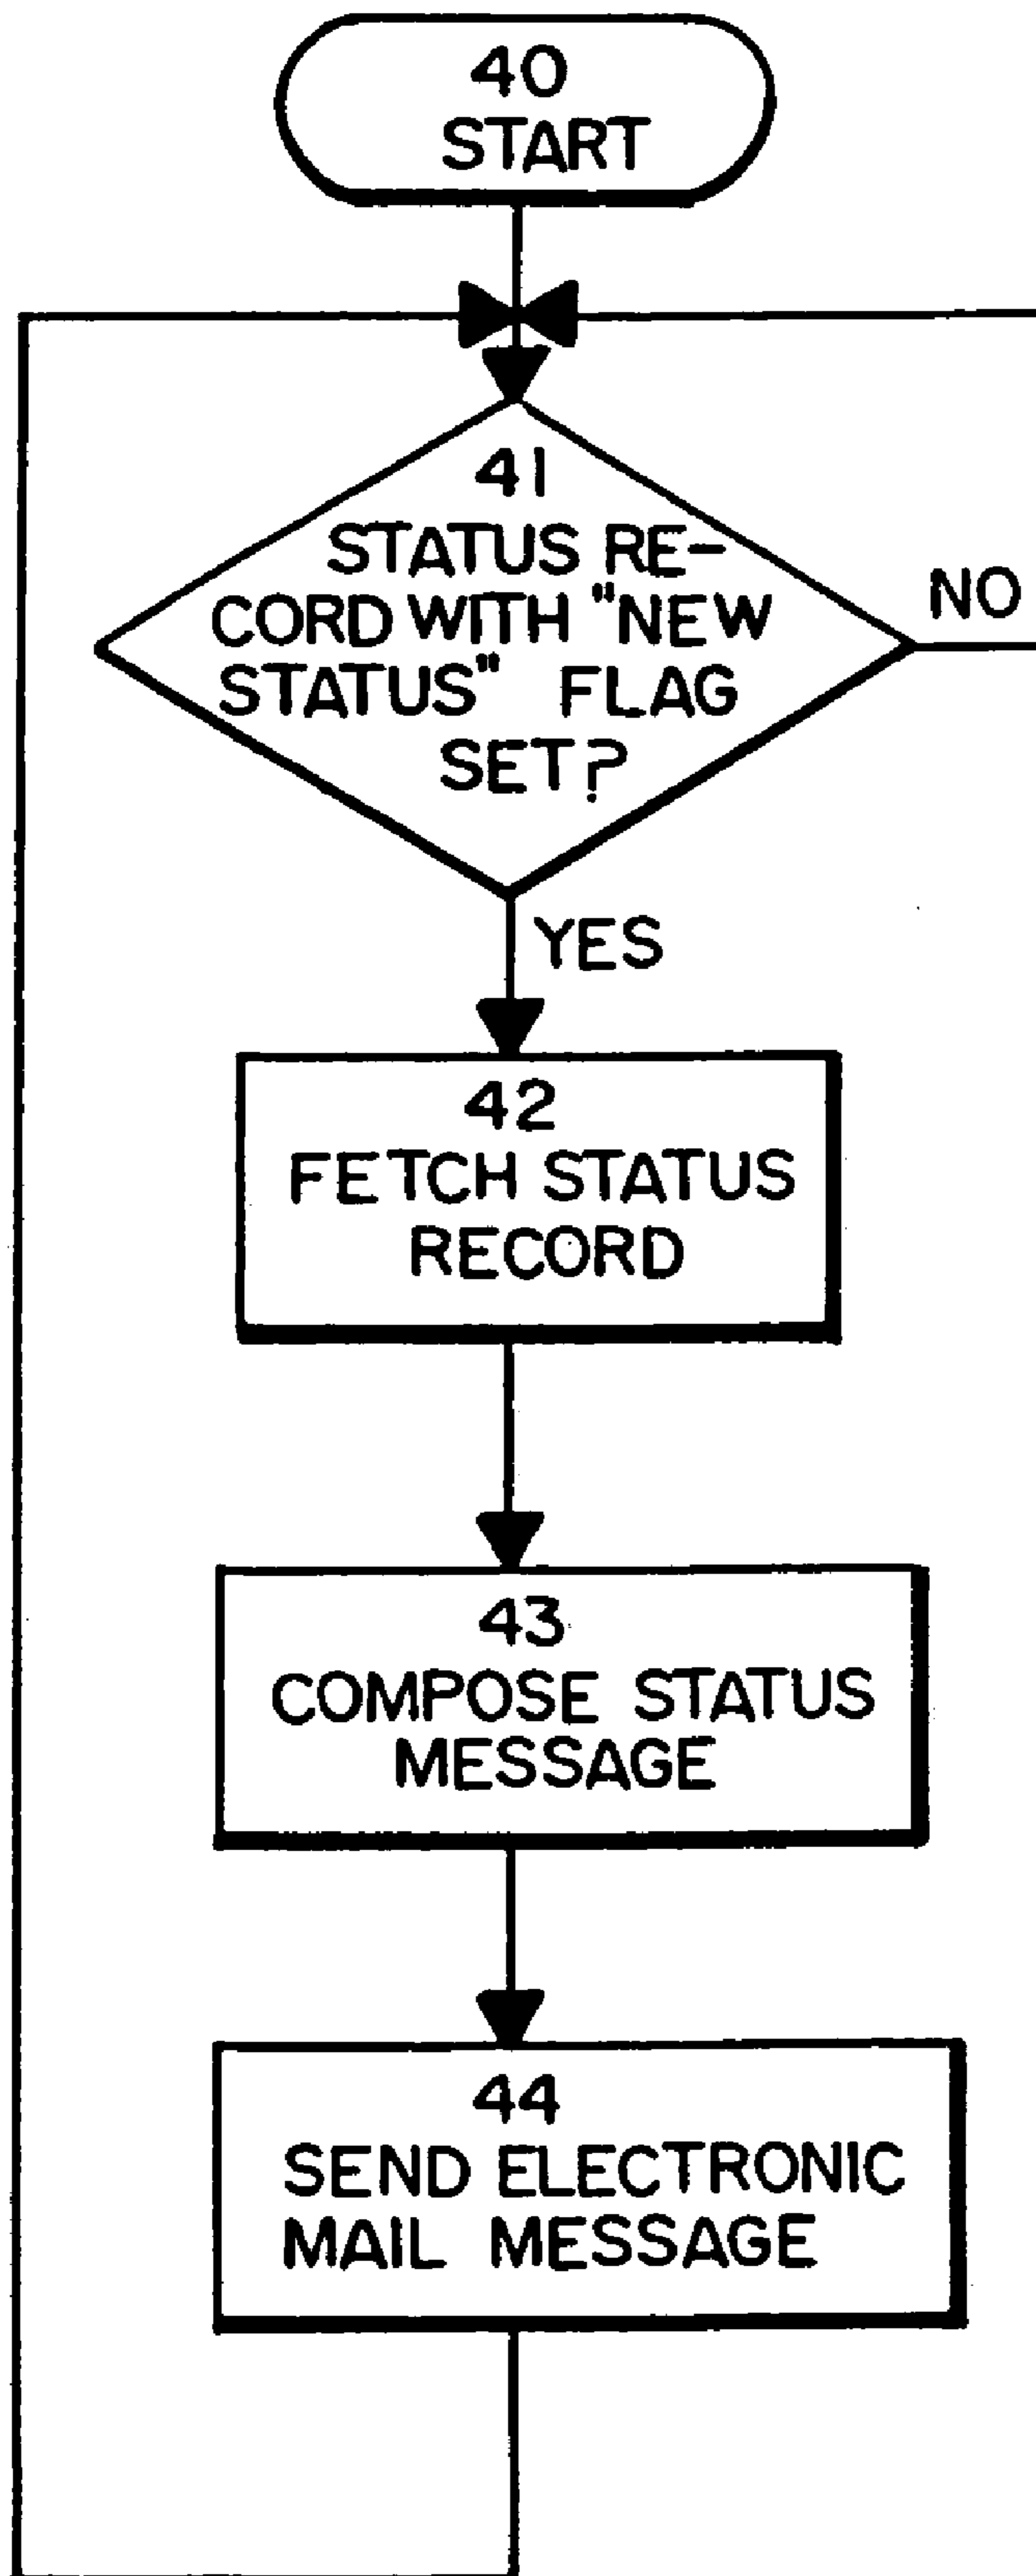 40
START
41
STATUS RE-
CORD WITH "NEW
STATUS" FLAG
SET?
NO
YES
42
FETCH STATUS
RECORD
43
COMPOSE STATUS
MESSAGE
44
SEND ELECTRONIC
MAIL MESSAGE